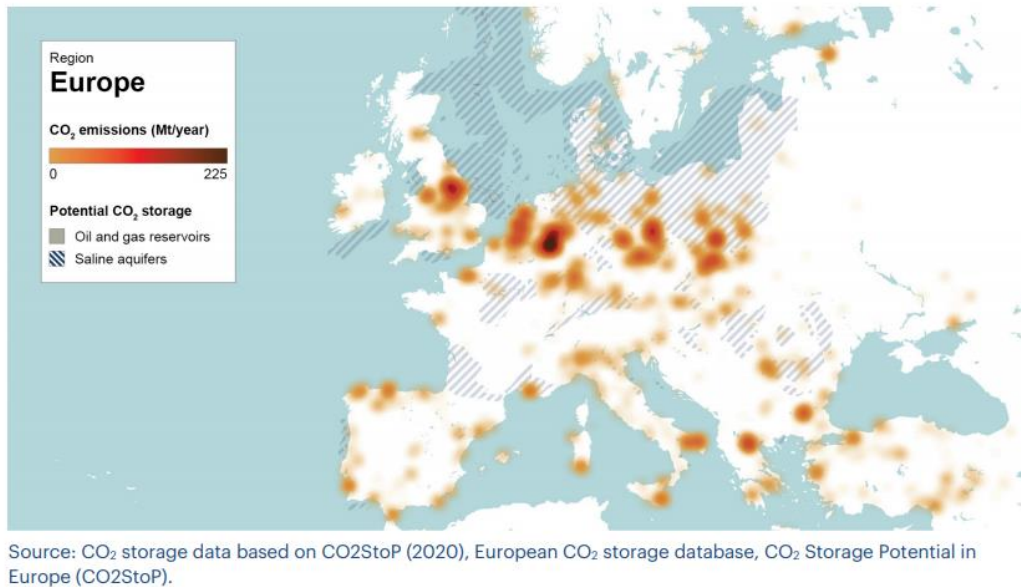 Region
Europe
CO₂ emissions (Mt/year)
0 225
Potential CO₂ storage
Oil and gas reservoirs
Saline aquifers
Source: CO₂ storage data based on CO2StoP (2020), European CO₂ storage database, CO₂ Storage Potential in
Europe (CO2StoP).